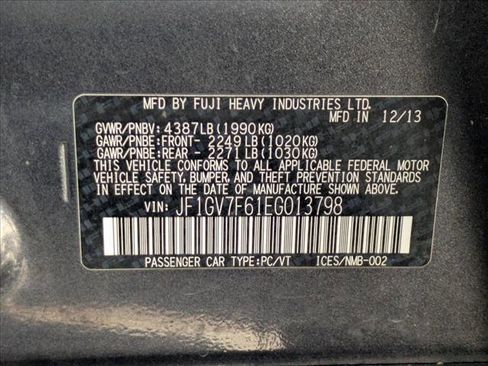 MFD BY FUJI HEAVY INDUSTRIES LTD.
MFD IN 12/13
GVWR/PNBV: 4387LB(1990KG)
GAWR/PNBE:FRONT- 2249LB(1020KG)
GAWR/PNBE:REAR - 2271LB(1030KG)
THIS VEHICLE CONFORMS TO ALL APPLICABLE FEDERAL MOTOR
VEHICLE SAFETY, BUMPER, AND THEFT PREVENTION STANDARDS
IN EFFECT ON THE DATE OF MANUFACTURE SHOWN ABOVE.
VIN: JF1GV7F61EG013798
PASSENGER CAR TYPE:PC/VT ICES/NMB-002